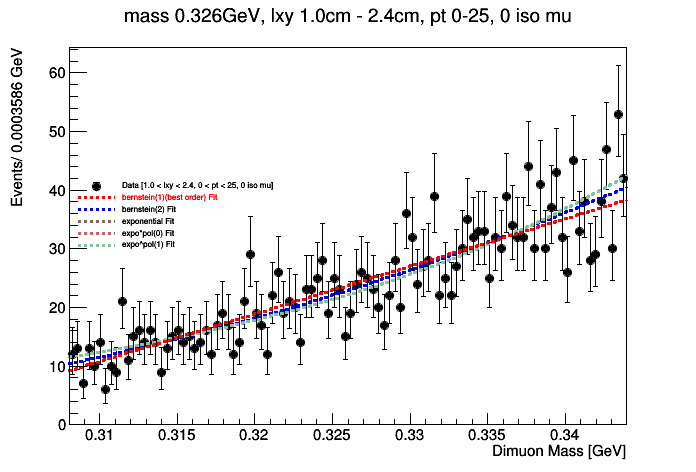 mass 0.326GeV, lxy 1.0cm - 2.4cm, pt 0-25, 0 iso mu
Events/ 0.0003586 GeV
60
50
40
30
20
10
0
Data [1.0 < lxy < 2.4, 0 < pt < 25, 0 iso mu]
bernstein(1)(best order) Fit
bernstein(2) Fit
exponential Fit
expo*pol(0) Fit
expo*pol(1) Fit
0.31 0.315 0.32 0.325 0.33 0.335 0.34
Dimuon Mass [GeV]